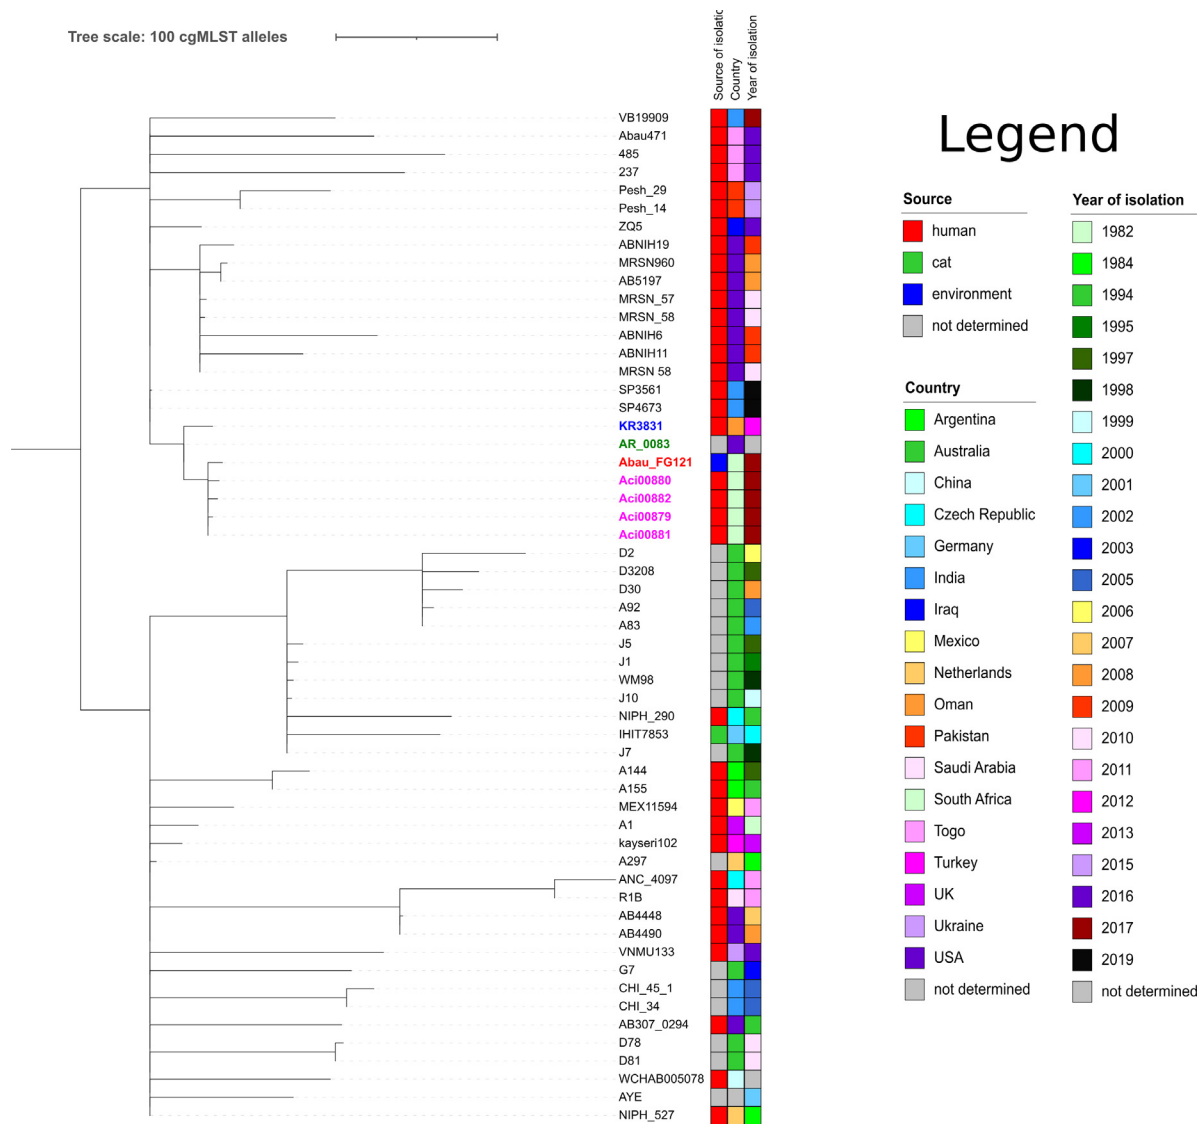 Tree scale: 100 cgMLST alleles
Source of isolatic
Country
Year of isolation
VB19909
Abau471
485
237
Pesh_29
Pesh_14
ZQ5
ABNIH19
MRSN960
AB5197
MRSN_57
MRSN_58
ABNIH6
ABNIH11
MRSN 58
SP3561
SP4673
KR3831
AR_0083
Abau_FG121
Aci00880
Aci00882
Aci00879
Aci00881
D2
D3208
D30
A92
A83
J5
J1
WM98
J10
NIPH_290
IHIT7853
J7
A144
A155
MEX11594
A1
kayseri102
A297
ANC_4097
R1B
AB4448
AB4490
VNMU133
G7
CHI_45_1
CHI_34
AB307_0294
D78
D81
WCHAB005078
AYE
NIPH_527
Legend
Source
human
cat
environment
not determined
Country
Argentina
Australia
China
Czech Republic
Germany
India
Iraq
Mexico
Netherlands
Oman
Pakistan
Saudi Arabia
South Africa
Togo
Turkey
UK
Ukraine
USA
not determined
Year of isolation
1982
1984
1994
1995
1997
1998
1999
2000
2001
2002
2003
2005
2006
2007
2008
2009
2010
2011
2012
2013
2015
2016
2017
2019
not determined